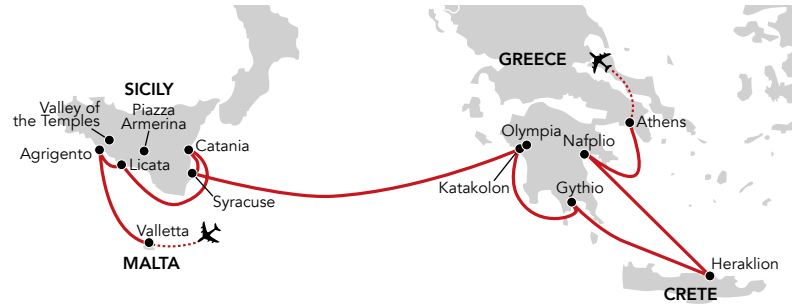 GREECE
SICILY
Valley of
the Temples
Piazza
Armerina
Agrigento
Licata
Catania
Syracuse
Valletta
MALTA
Olympia
Katakolon
Nafplio
Athens
Gythio
Heraklion
CRETE